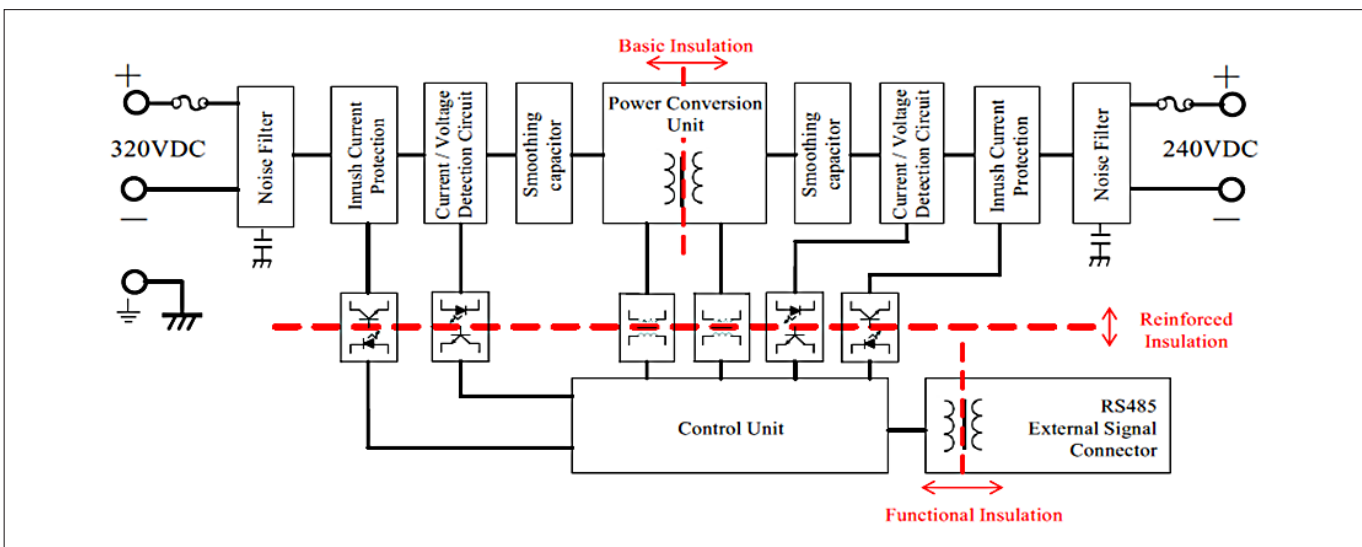 Basic Insulation
+
320VDC
—
Noise Filter
Inrush Current
Protection
Current / Voltage
Detection Circuit
Smoothing
capacitor
Power Conversion
Unit
Smoothing
capacitor
Current / Voltage
Detection Circuit
Inrush Current
Protection
Noise Filter
+
240VDC
—
Reinforced
Insulation
Control Unit
RS485
External Signal
Connector
Functional Insulation